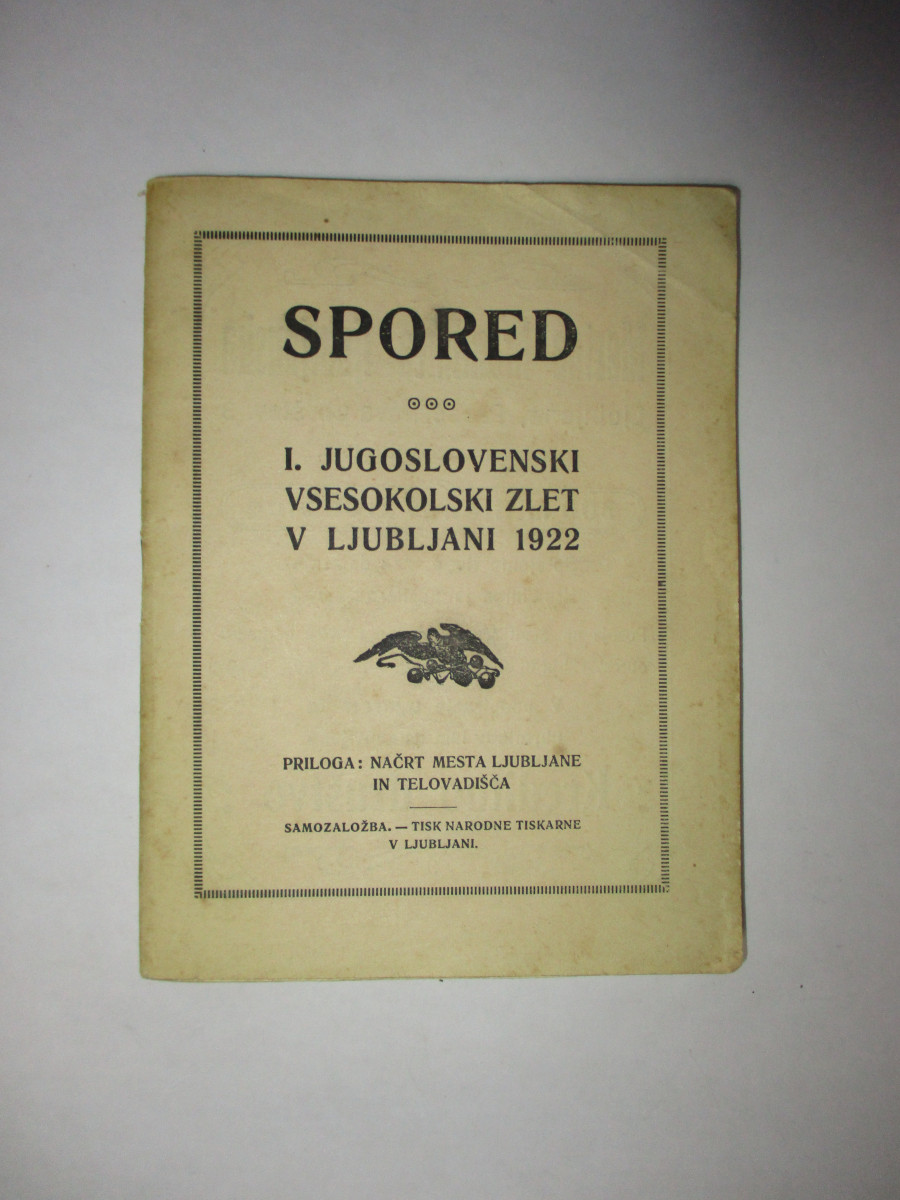 SPORED
I. JUGOSLOVENSKI
VSESOKOLSKI ZLET
V LJUBLJANI 1922
PRILOGA: NAČRT MESTA LJUBLJANE
IN TELOVADIŠČA
SAMOZALOŽBA. — TISK NARODNE TISKARNE
V LJUBLJANI.